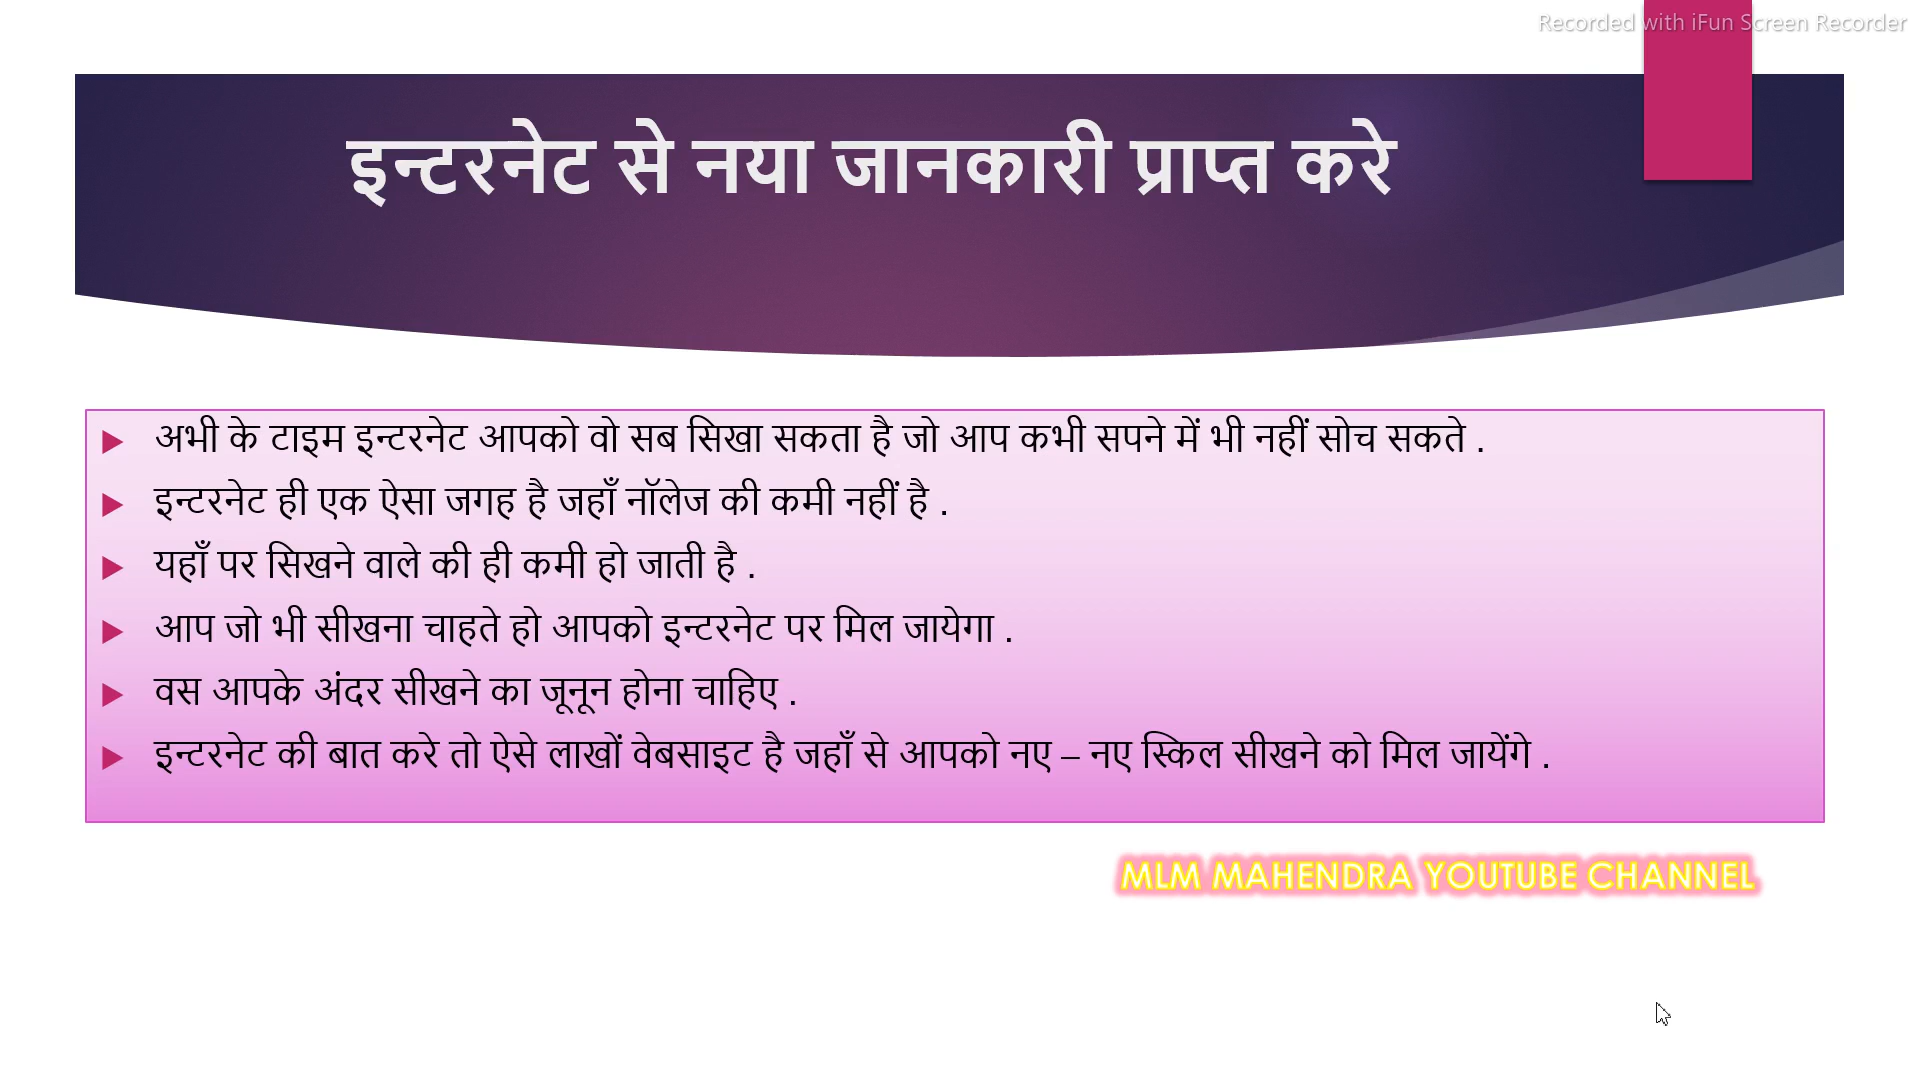 Recorded with iFun Screen Recorder
इन्टरनेट से नया जानकारी प्राप्त करे
अभी के टाइम इन्टरनेट आपको वो सब सिखा सकता है जो आप कभी सपने में भी नहीं सोच सकते .
इन्टरनेट ही एक ऐसा जगह है जहाँ नॉलेज की कमी नहीं है .
यहाँ पर सिखने वाले की ही कमी हो जाती है .
आप जो भी सीखना चाहते हो आपको इन्टरनेट पर मिल जायेगा .
वस आपके अंदर सीखने का जूनून होना चाहिए .
इन्टरनेट की बात करे तो ऐसे लाखों वेबसाइट है जहाँ से आपको नए – नए स्किल सीखने को मिल जायेंगे .
MLM MAHENDRA YOUTUBE CHANNEL